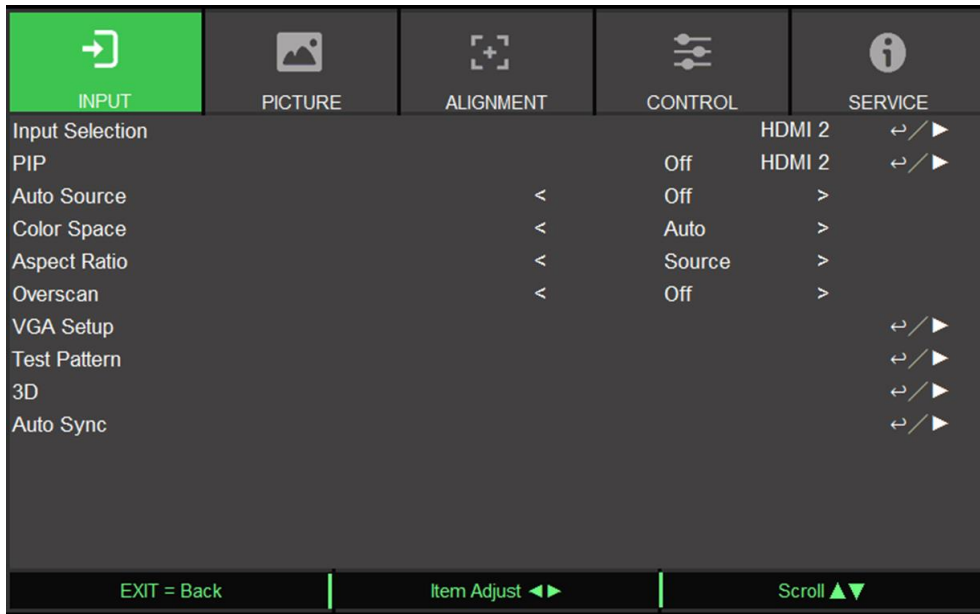 INPUT PICTURE ALIGNMENT CONTROL SERVICE
Input Selection HDMI 2 ↩/▶
PIP Off HDMI 2 ↩/▶
Auto Source < Off >
Color Space < Auto >
Aspect Ratio < Source >
Overscan < Off >
VGA Setup ↩/▶
Test Pattern ↩/▶
3D ↩/▶
Auto Sync ↩/▶
EXIT = Back Item Adjust ◀▶ Scroll ▲▼